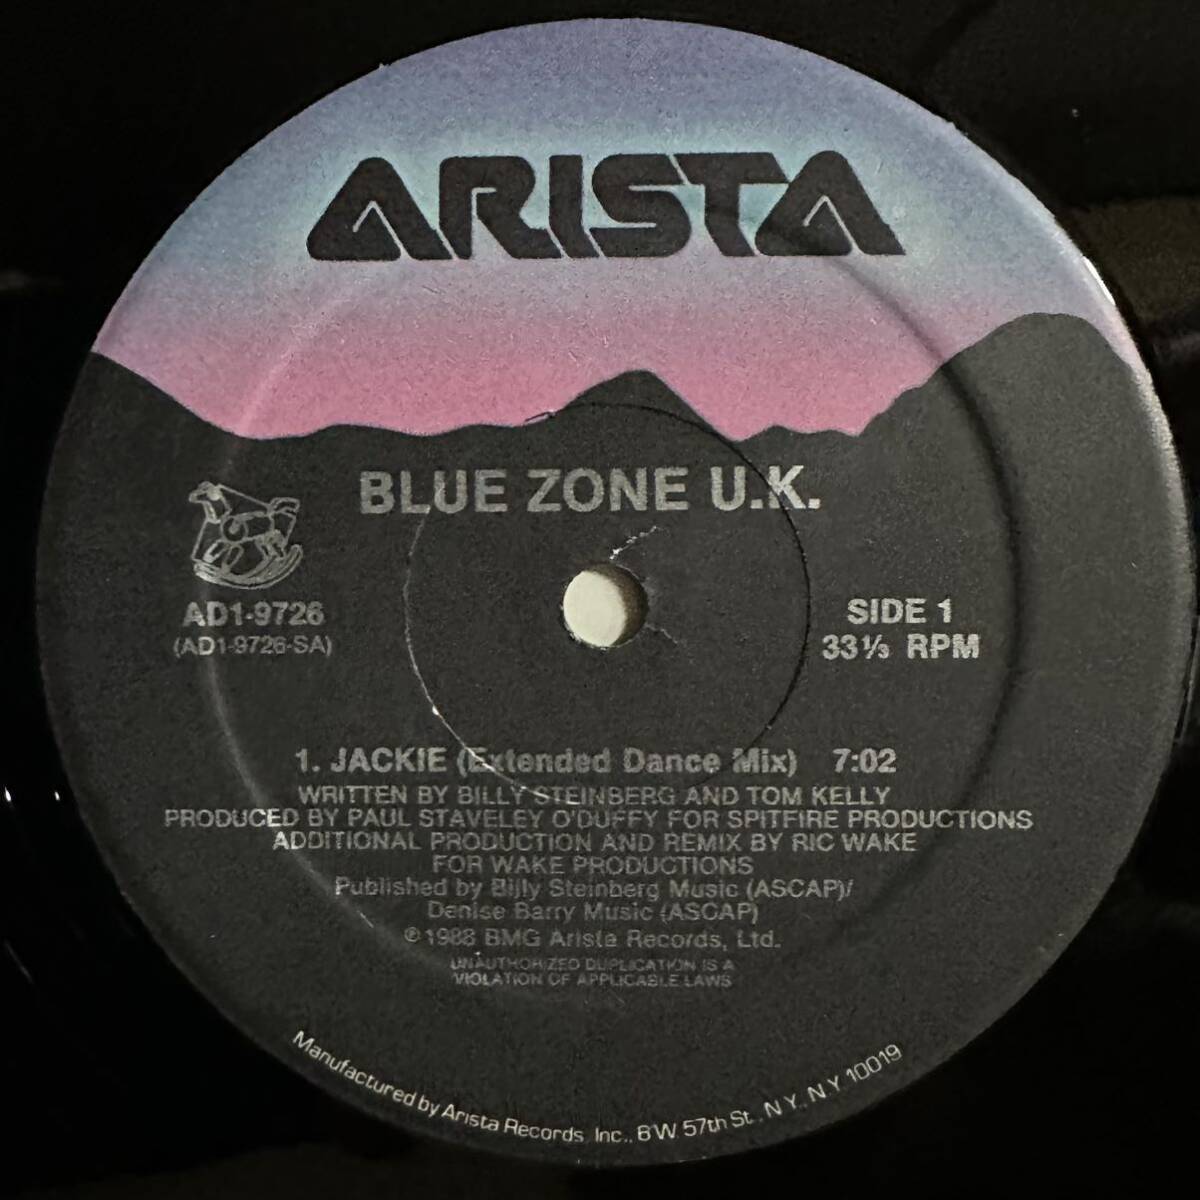 ARISTA
BLUE ZONE U.K.
AD1-9726
(AD1-9726-SA)
SIDE 1
33⅓ RPM
1. JACKIE (Extended Dance Mix) 7:02
WRITTEN BY BILLY STEINBERG AND TOM KELLY
PRODUCED BY PAUL STAVELEY O'DUFFY FOR SPITFIRE PRODUCTIONS
ADDITIONAL PRODUCTION AND REMIX BY RIC WAKE
FOR WAKE PRODUCTIONS
Published by Billy Steinberg Music (ASCAP)/
Denise Barry Music (ASCAP)
℗ 1988 BMG Arista Records, Ltd.
UNAUTHORIZED DUPLICATION IS A
VIOLATION OF APPLICABLE LAWS
Manufactured by Arista Records, Inc., 8 W. 57th St., N.Y., N.Y. 10019